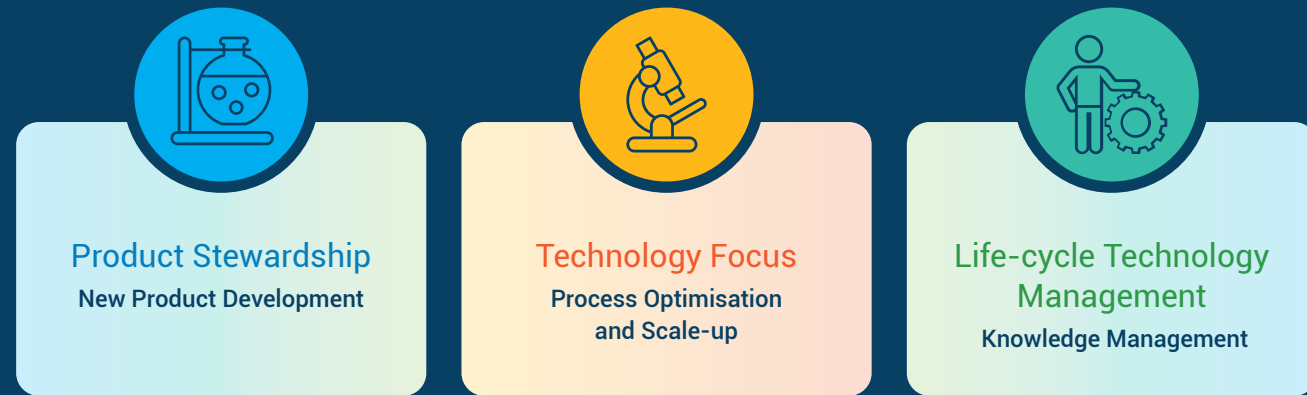 Product Stewardship
New Product Development
Technology Focus
Process Optimisation
and Scale-up
Life-cycle Technology
Management
Knowledge Management